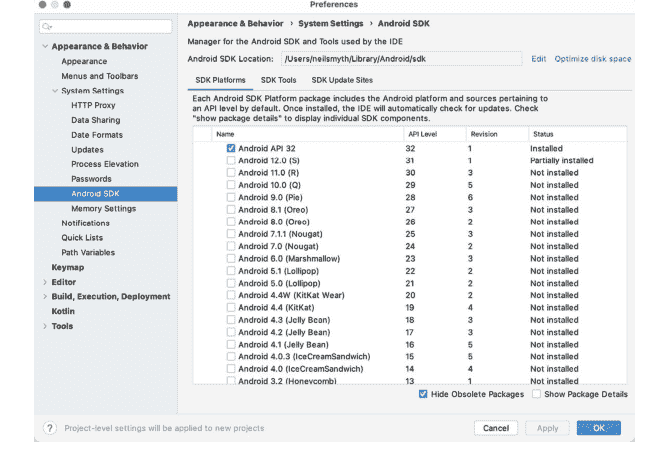 Preferences
Q-
Appearance & Behavior
Appearance
Menus and Toolbars
System Settings
HTTP Proxy
Data Sharing
Date Formats
Updates
Process Elevation
Passwords
Android SDK
Memory Settings
Notifications
Quick Lists
Path Variables
Keymap
Editor
Build, Execution, Deployment
Kotlin
Tools
Appearance & Behavior › System Settings › Android SDK
Manager for the Android SDK and Tools used by the IDE
Android SDK Location: /Users/neilsmyth/Library/Android/sdk Edit Optimize disk space
SDK Platforms SDK Tools SDK Update Sites
Each Android SDK Platform package includes the Android platform and sources pertaining to
an API level by default. Once installed, the IDE will automatically check for updates. Check
"show package details" to display individual SDK components.
Name API Level Revision Status
Android API 32 32 1 Installed
Android 12.0 (S) 31 1 Partially installed
Android 11.0 (R) 30 3 Not installed
Android 10.0 (Q) 29 5 Not installed
Android 9.0 (Pie) 28 6 Not installed
Android 8.1 (Oreo) 27 3 Not installed
Android 8.0 (Oreo) 26 2 Not installed
Android 7.1.1 (Nougat) 25 3 Not installed
Android 7.0 (Nougat) 24 2 Not installed
Android 6.0 (Marshmallow) 23 3 Not installed
Android 5.1 (Lollipop) 22 2 Not installed
Android 5.0 (Lollipop) 21 2 Not installed
Android 4.4W (KitKat Wear) 20 2 Not installed
Android 4.4 (KitKat) 19 4 Not installed
Android 4.3 (Jelly Bean) 18 3 Not installed
Android 4.2 (Jelly Bean) 17 3 Not installed
Android 4.1 (Jelly Bean) 16 5 Not installed
Android 4.0.3 (IceCreamSandwich) 15 5 Not installed
Android 4.0 (IceCreamSandwich) 14 4 Not installed
Android 3.2 (Honeycomb) 13 1 Not installed
Hide Obsolete Packages Show Package Details
? Project-level settings will be applied to new projects
Cancel Apply OK